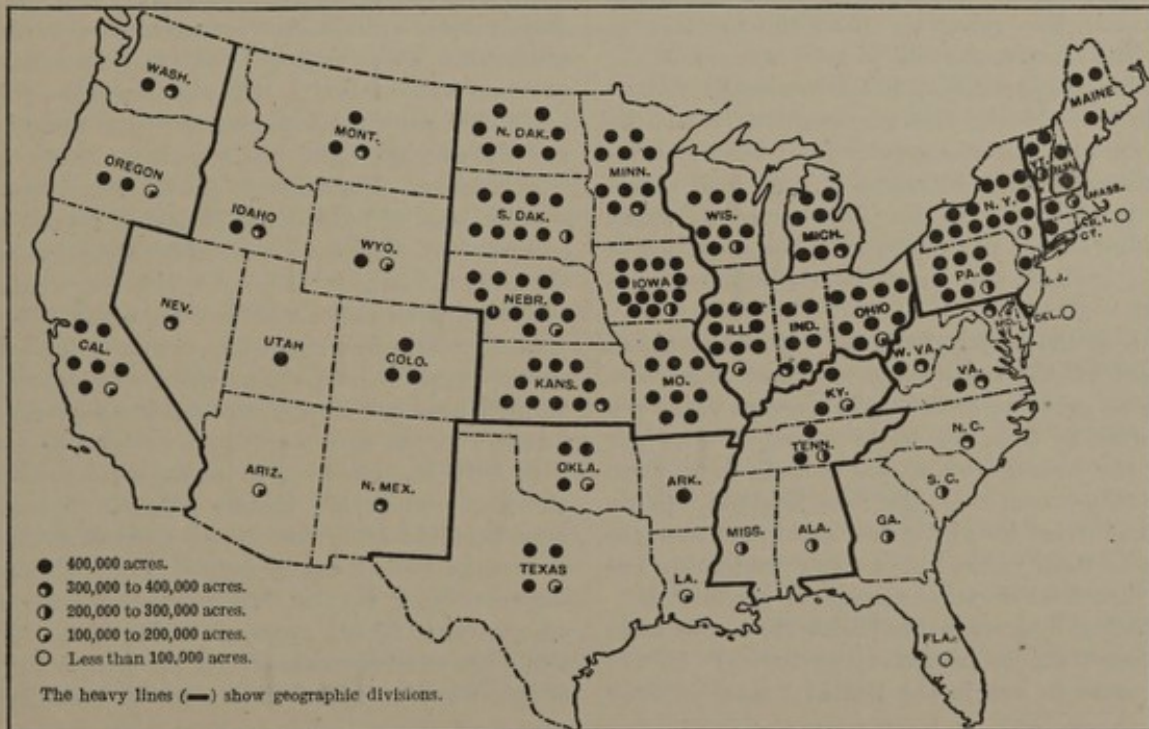 WASH.
MONT.
N. DAK.
MINN.
MAINE
OREGON
IDAHO
WYO.
S. DAK.
WIS.
MICH.
N. Y.
VT.
N.H.
MASS.
R. I.
CT.
NEV.
UTAH
COLO.
NEBR.
IOWA
ILL.
IND.
OHIO
PA.
N. J.
DEL.
MD.
CAL.
KANS.
MO.
KY.
W. VA.
VA.
ARIZ.
N. MEX.
OKLA.
ARK.
TENN.
N. C.
S. C.
TEXAS
LA.
MISS.
ALA.
GA.
FLA.
400,000 acres.
300,000 to 400,000 acres.
200,000 to 300,000 acres.
100,000 to 200,000 acres.
Less than 100,000 acres.
The heavy lines (▬) show geographic divisions.